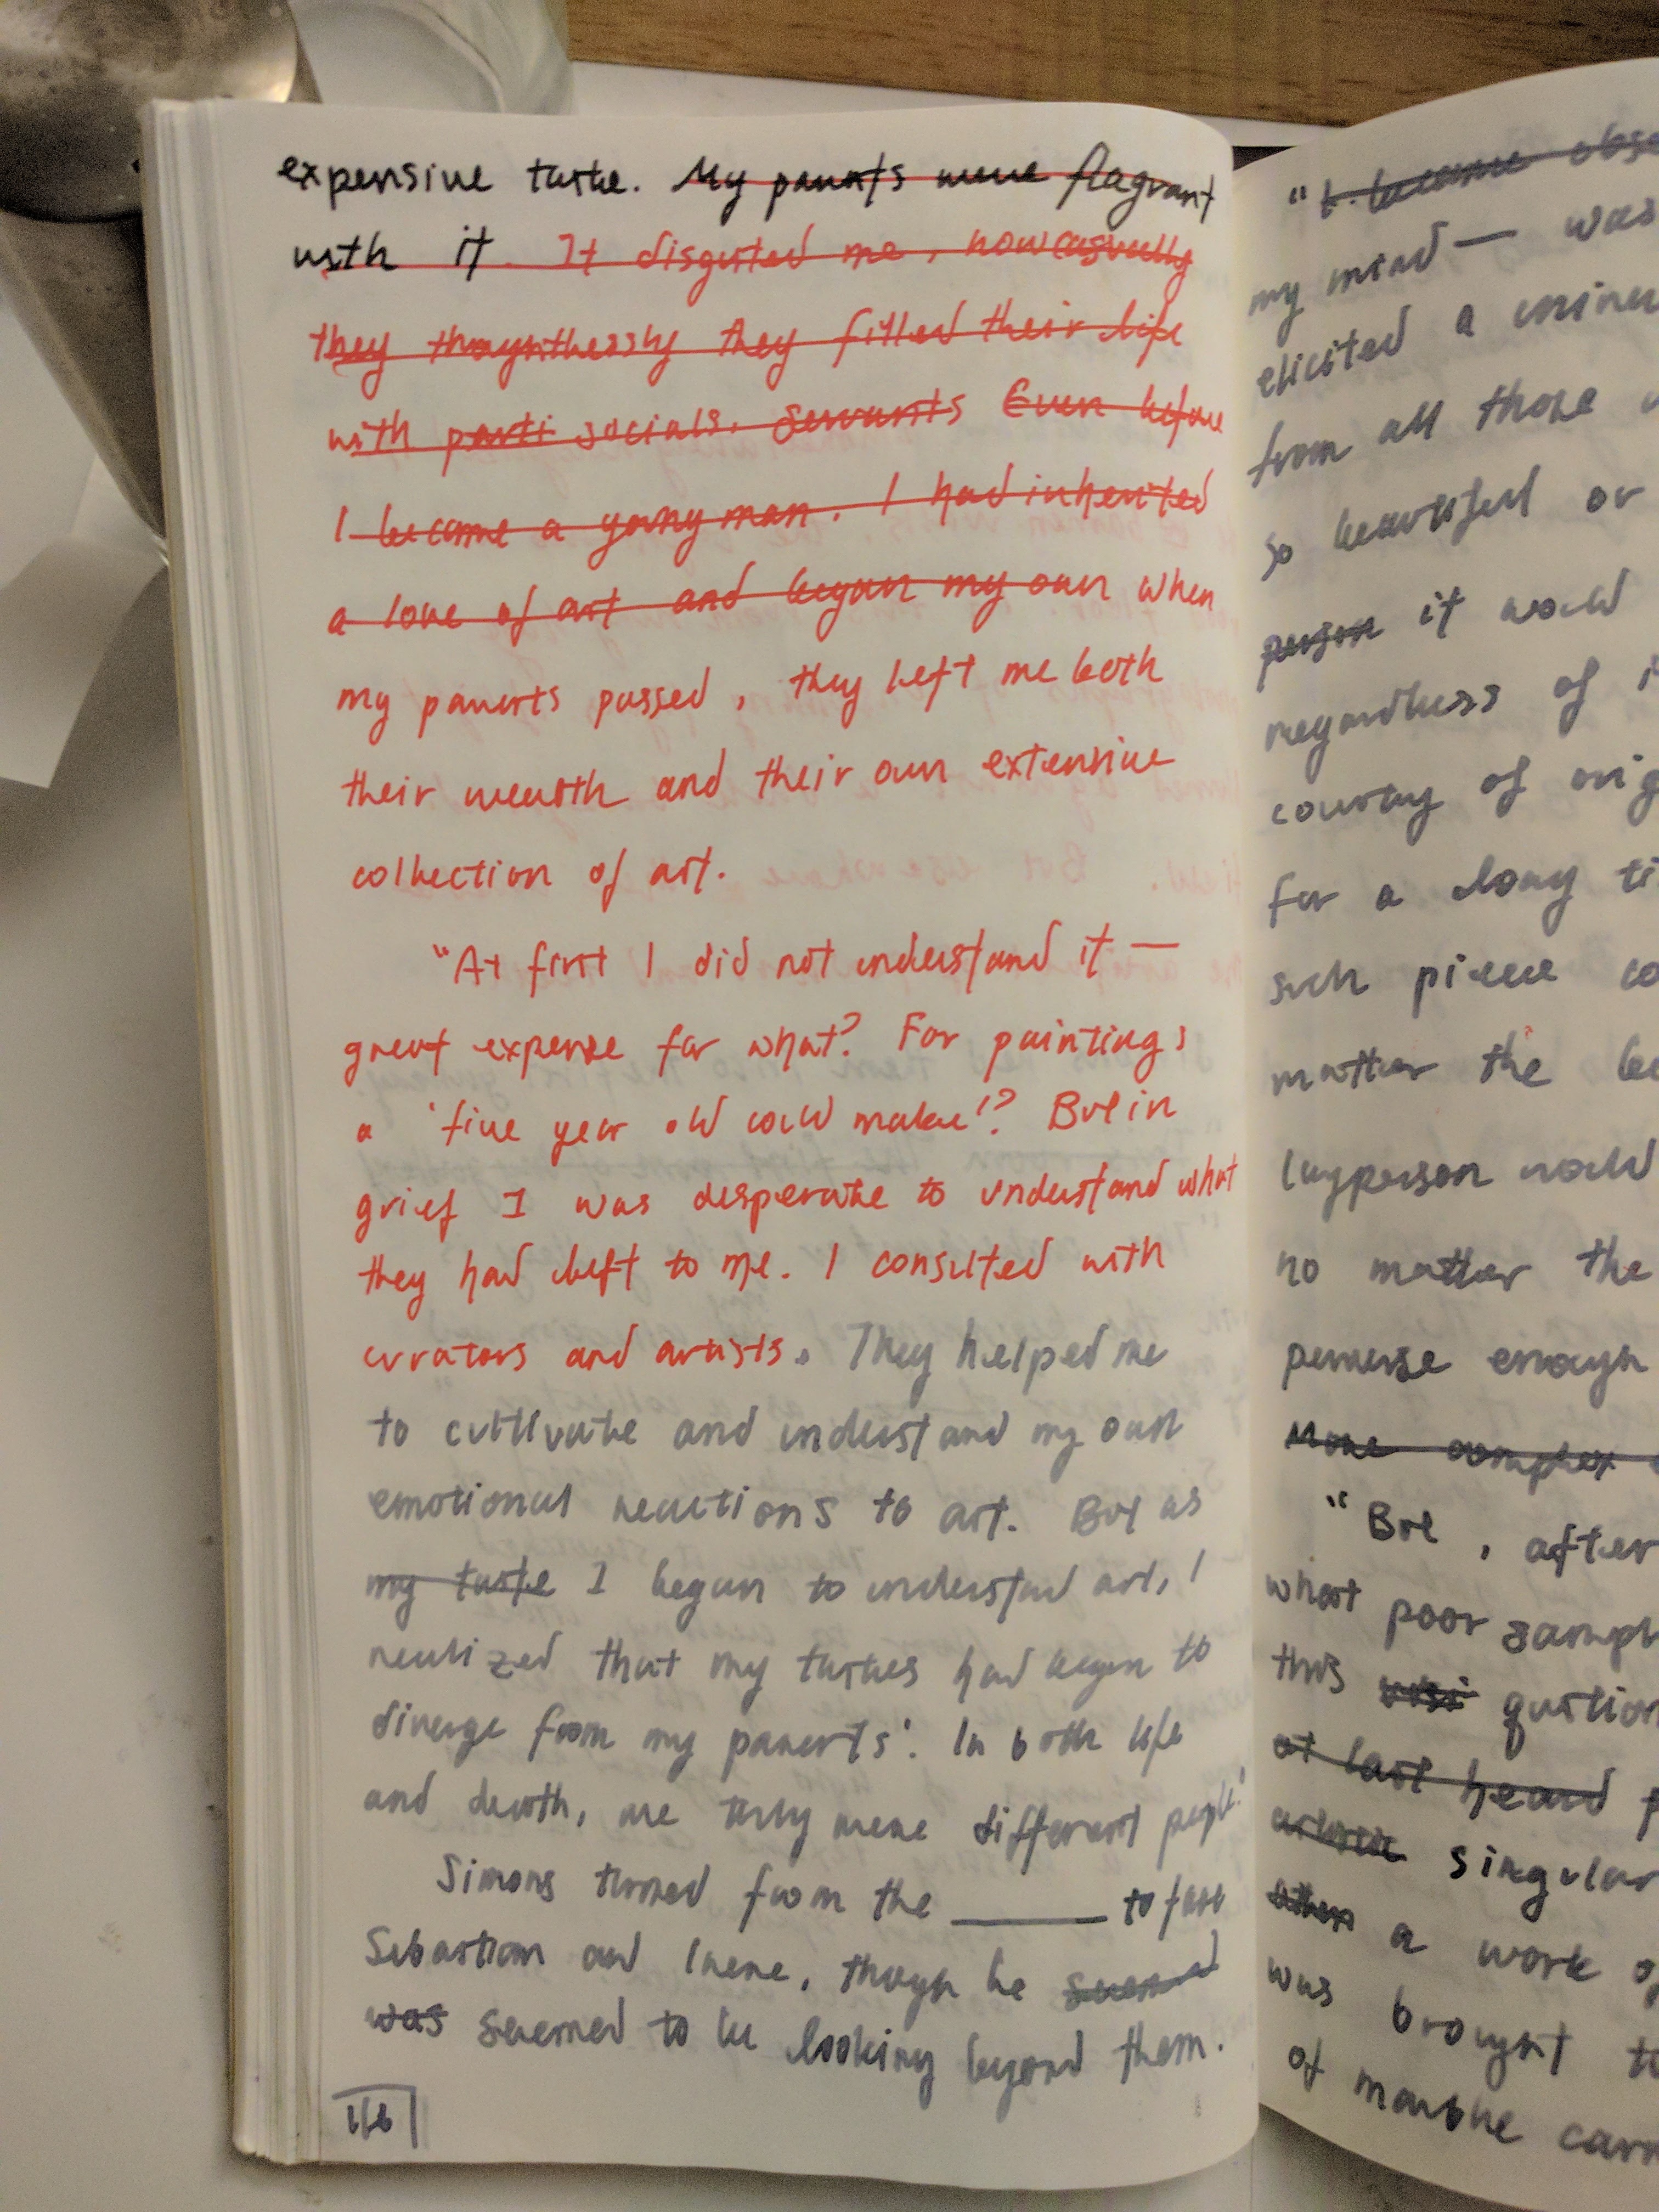 expensive taste. My parents were flagrant
with it. It disgusted me, how casually
they thoughtlessly they filled their life
with parti socials. Servants Even before
I became a young man. I had inherited
a love of art and began my own when
my parents passed, they left me both
their wealth and their own extensive
collection of art.
"At first I did not understand it —
great expense for what? For paintings
a 'five year old could make'? But in
grief I was desperate to understand what
they had left to me. I consulted with
curators and artists. They helped me
to cultivate and understand my own
emotional reactions to art. But as
my taste I began to understand art, I
realized that my tastes had begun to
diverge from my parents'. In both life
and death, we truly were different people."
Simons turned from the ______ to face
Sebastian and Irene, though he seemed
was seemed to be looking beyond them.
116
"I became obse
my mind — was
elicited a
from all those
so beautiful or
person it would
regardless of
country of orig
for a long ti
such piece co
matter the be
layperson would
no matter the
perverse enough
More complex
"But, after
what poor sampl
this question
at last heard
artistic singular
other a work of
was brought t
of marble carv